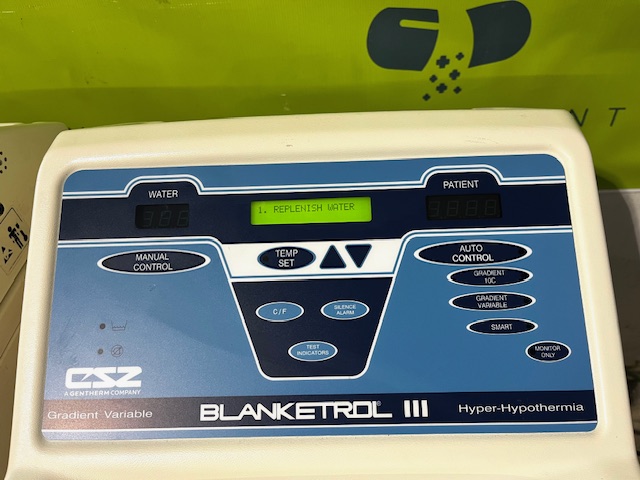 NT
WATER
PATIENT
1. REPLENISH WATER
MANUAL
CONTROL
TEMP
SET
AUTO
CONTROL
GRADIENT
10C
GRADIENT
VARIABLE
SMART
MONITOR
ONLY
C/F
SILENCE
ALARM
TEST
INDICATORS
CSZ
A GENTHERM COMPANY
Gradient Variable
BLANKETROL® III
Hyper-Hypothermia